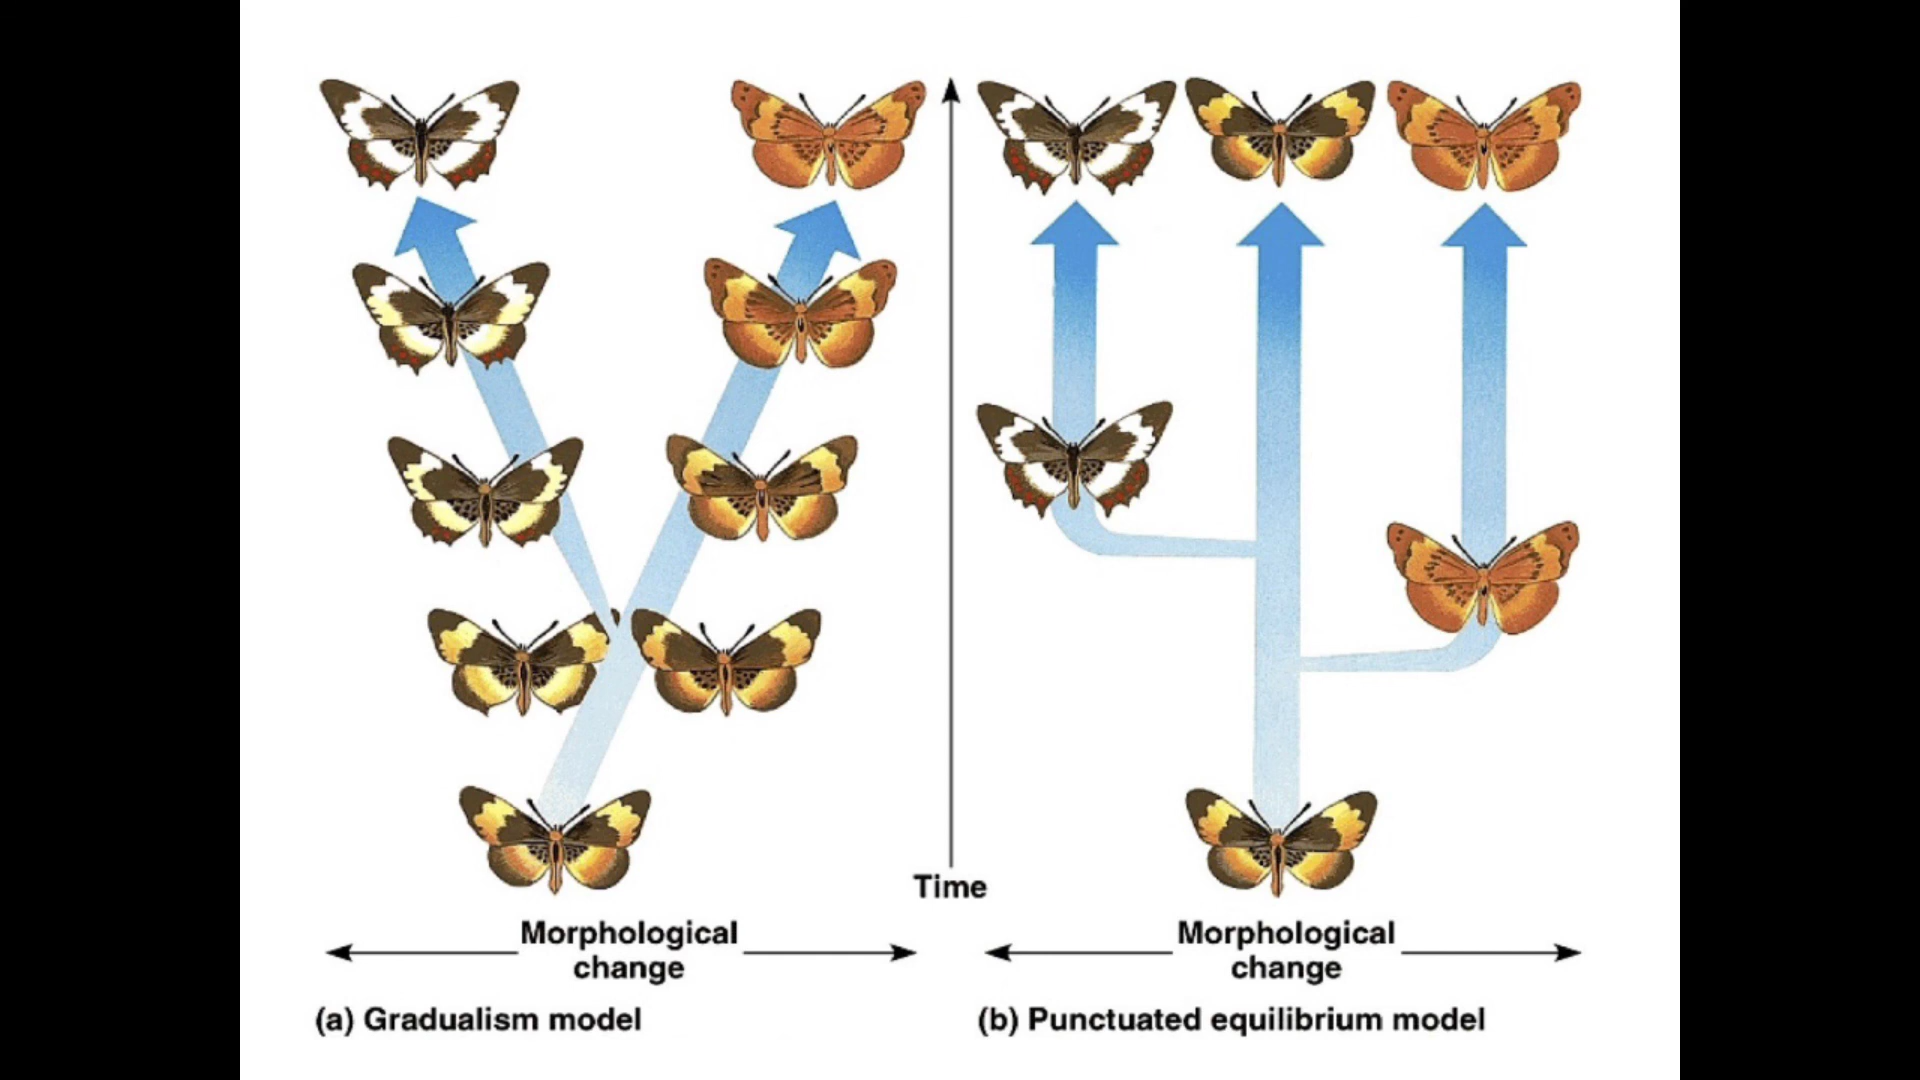 Time
Morphological
change
(a) Gradualism model
Morphological
change
(b) Punctuated equilibrium model